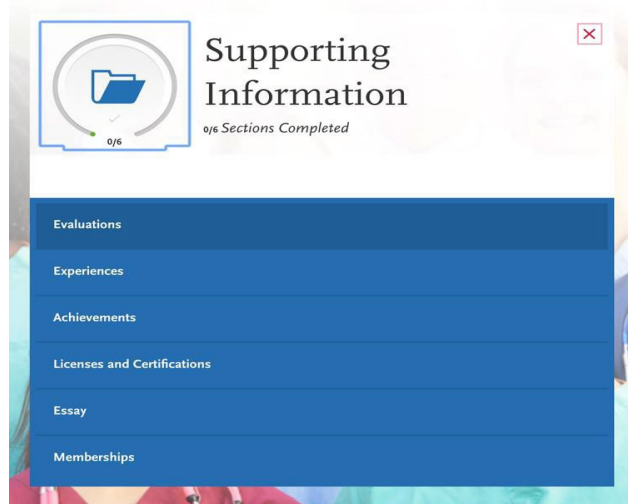 Supporting
Information
0/6 Sections Completed
0/6
Evaluations
Experiences
Achievements
Licenses and Certifications
Essay
Memberships